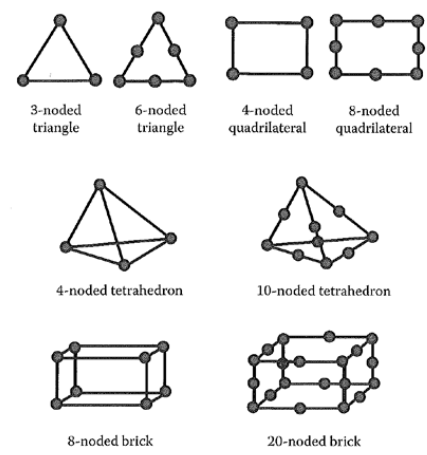 3-noded
triangle
6-noded
triangle
4-noded
quadrilateral
8-noded
quadrilateral
4-noded tetrahedron
10-noded tetrahedron
8-noded brick
20-noded brick